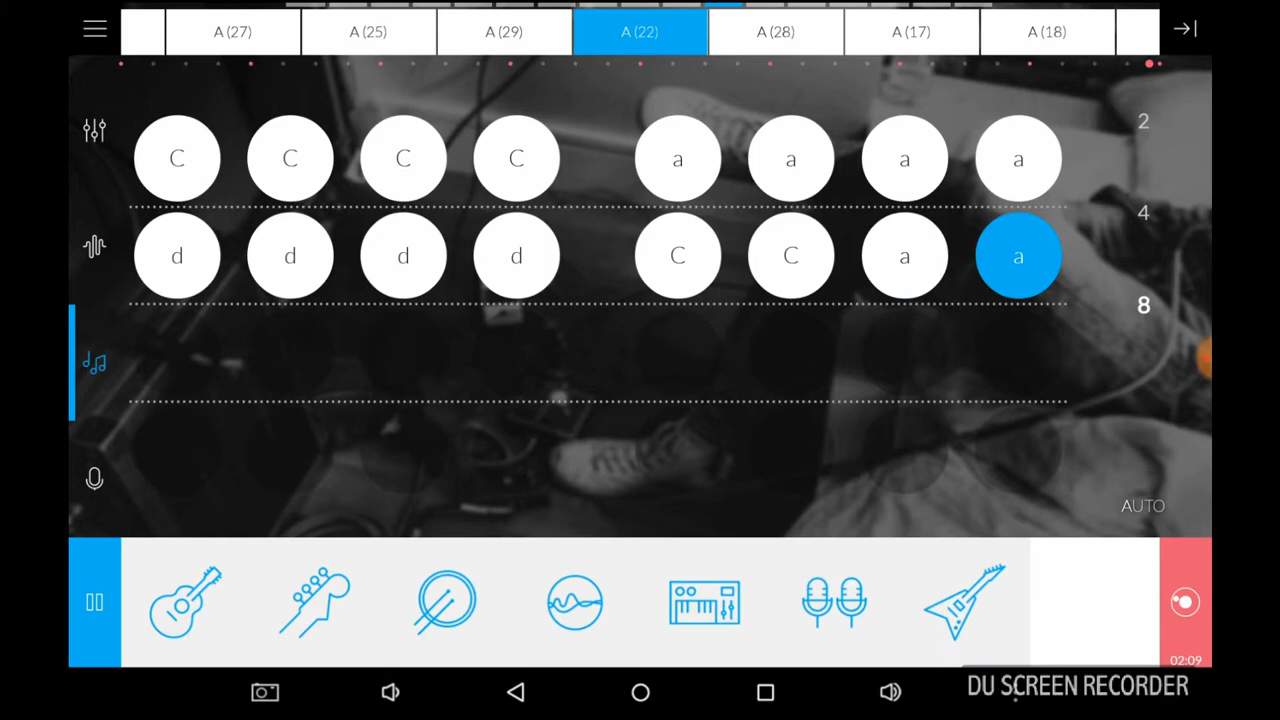 A (27) A (25) A (29) A (22) A (28) A (17) A (18)
C C C C a a a a 2
4
d d d d C C a a
8
AUTO
02:09
DU SCREEN RECORDER